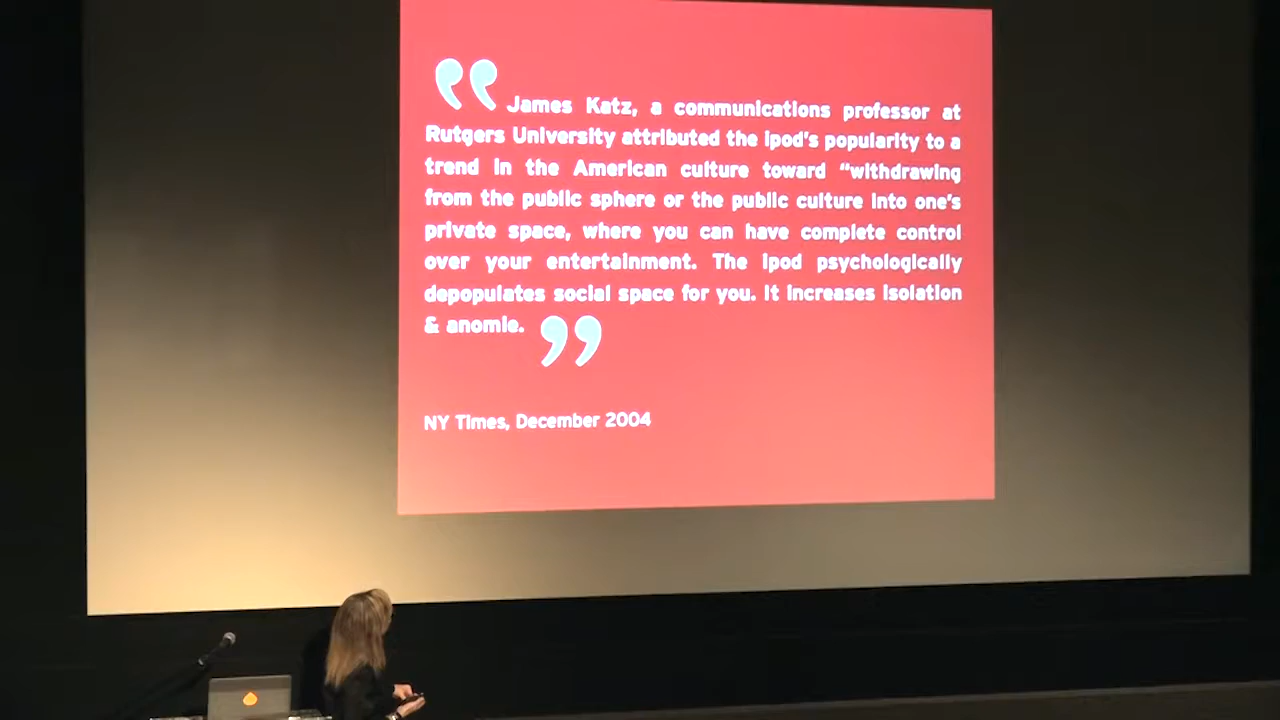 “ James Katz, a communications professor at
Rutgers University attributed the ipod's popularity to a
trend in the American culture toward “withdrawing
from the public sphere or the public culture into one's
private space, where you can have complete control
over your entertainment. The ipod psychologically
depopulates social space for you. It increases isolation
& anomie. ”
NY Times, December 2004